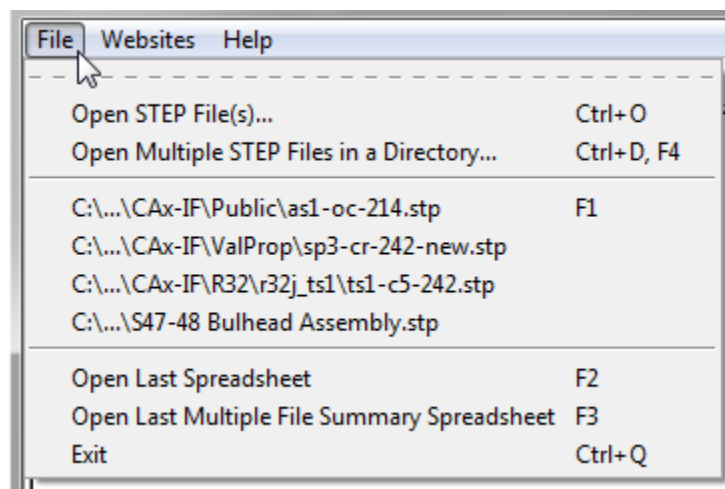 File Websites Help
Open STEP File(s)... Ctrl+O
Open Multiple STEP Files in a Directory... Ctrl+D, F4
C:\...\CAx-IF\Public\as1-oc-214.stp F1
C:\...\CAx-IF\ValProp\sp3-cr-242-new.stp
C:\...\CAx-IF\R32\r32j_ts1\ts1-c5-242.stp
C:\...\S47-48 Bulhead Assembly.stp
Open Last Spreadsheet F2
Open Last Multiple File Summary Spreadsheet F3
Exit Ctrl+Q